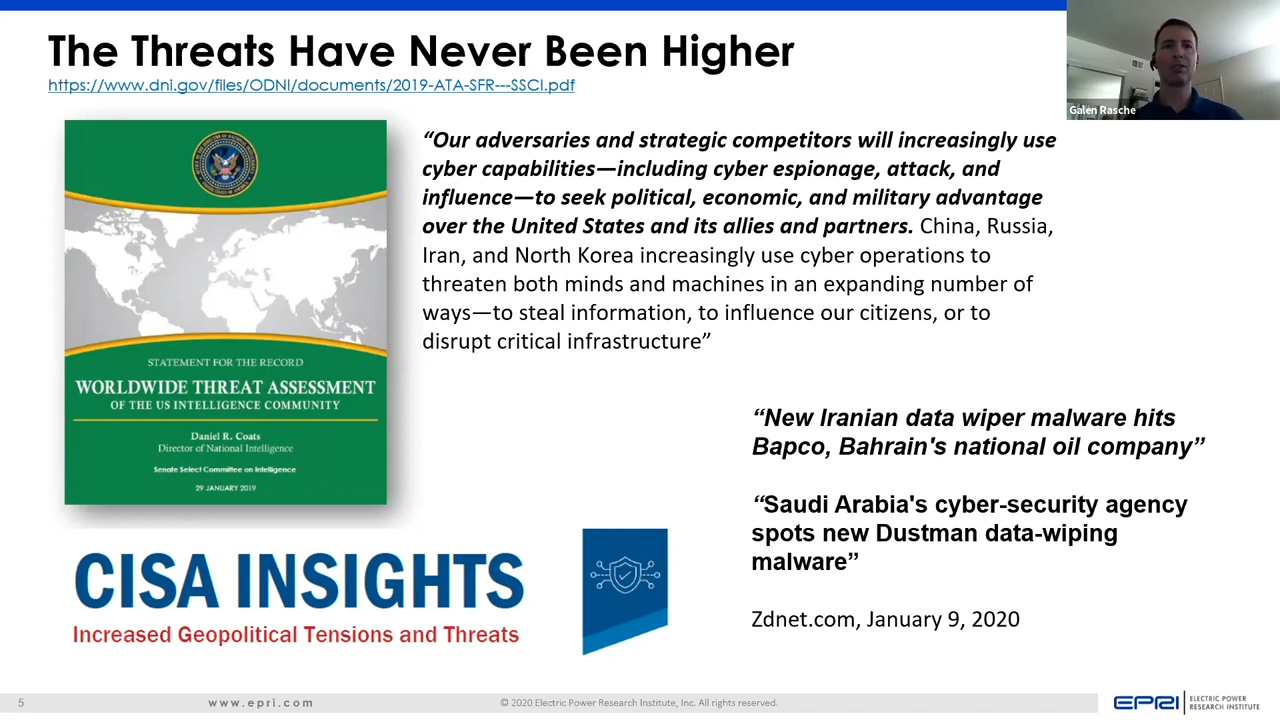 The Threats Have Never Been Higher
https://www.dni.gov/files/ODNI/documents/2019-ATA-SFR---SSCI.pdf
Galen Rasche
“Our adversaries and strategic competitors will increasingly use
cyber capabilities—including cyber espionage, attack, and
influence—to seek political, economic, and military advantage
over the United States and its allies and partners. China, Russia,
Iran, and North Korea increasingly use cyber operations to
threaten both minds and machines in an expanding number of
ways—to steal information, to influence our citizens, or to
disrupt critical infrastructure”
STATEMENT FOR THE RECORD
WORLDWIDE THREAT ASSESSMENT
OF THE US INTELLIGENCE COMMUNITY
Daniel R. Coats
Director of National Intelligence
Senate Select Committee on Intelligence
29 JANUARY 2019
“New Iranian data wiper malware hits
Bapco, Bahrain's national oil company”
“Saudi Arabia's cyber-security agency
spots new Dustman data-wiping
malware”
Zdnet.com, January 9, 2020
CISA INSIGHTS
Increased Geopolitical Tensions and Threats
5
www.epri.com
© 2020 Electric Power Research Institute, Inc. All rights reserved.
EPRI
ELECTRIC POWER
RESEARCH INSTITUTE